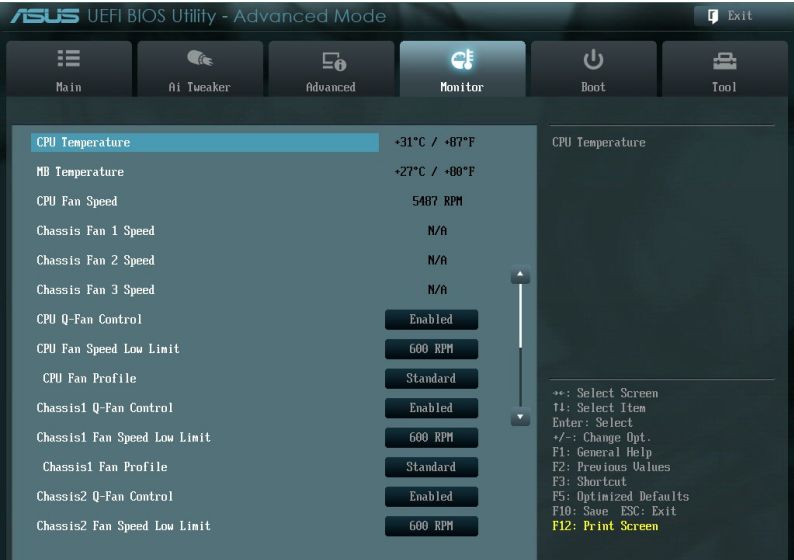 ASUS UEFI BIOS Utility - Advanced Mode
Exit
Main
Ai Tweaker
Advanced
Monitor
Boot
Tool
CPU Temperature +31°C / +87°F
MB Temperature +27°C / +80°F
CPU Fan Speed 5487 RPM
Chassis Fan 1 Speed N/A
Chassis Fan 2 Speed N/A
Chassis Fan 3 Speed N/A
CPU Q-Fan Control Enabled
CPU Fan Speed Low Limit 600 RPM
CPU Fan Profile Standard
Chassis1 Q-Fan Control Enabled
Chassis1 Fan Speed Low Limit 600 RPM
Chassis1 Fan Profile Standard
Chassis2 Q-Fan Control Enabled
Chassis2 Fan Speed Low Limit 600 RPM
CPU Temperature
→←: Select Screen
↑↓: Select Item
Enter: Select
+/-: Change Opt.
F1: General Help
F2: Previous Values
F3: Shortcut
F5: Optimized Defaults
F10: Save ESC: Exit
F12: Print Screen